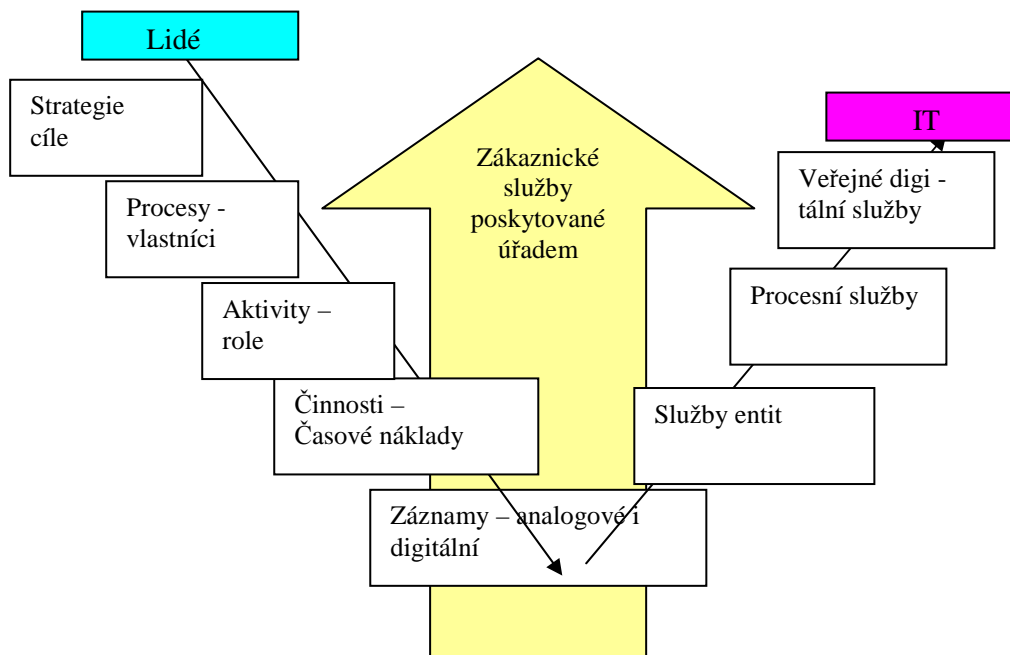 Lidé
Strategie
cíle
Procesy -
vlastníci
Aktivity –
role
Činnosti –
Časové náklady
Záznamy – analogové i
digitální
Zákaznické
služby
poskytované
úřadem
IT
Veřejné digi -
tální služby
Procesní služby
Služby entit